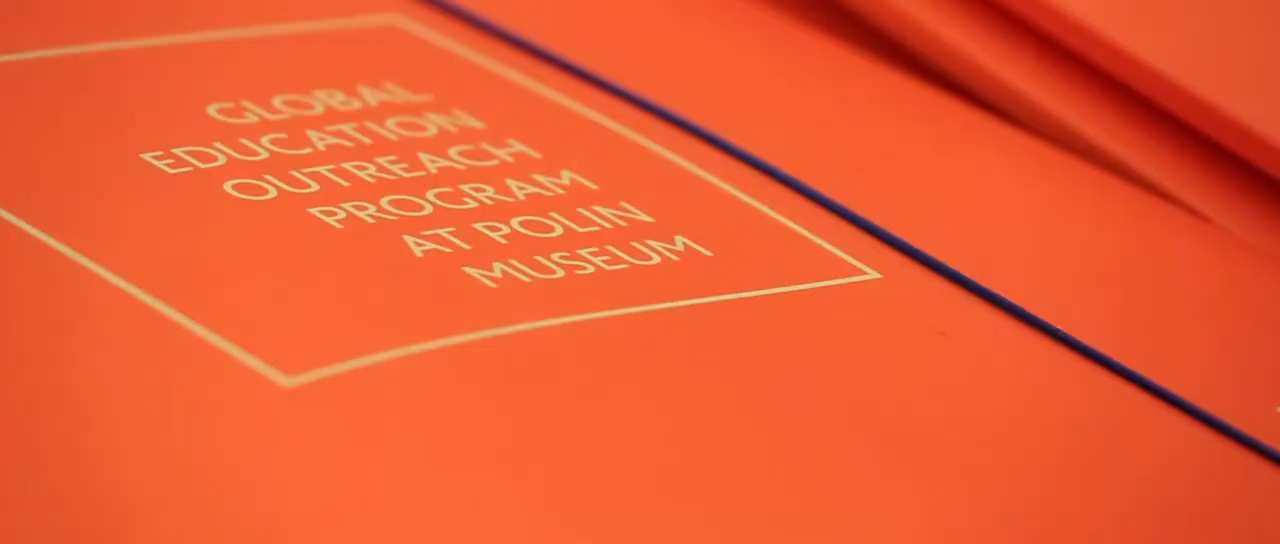 GLOBAL
EDUCATION
OUTREACH
PROGRAM
AT POLIN
MUSEUM